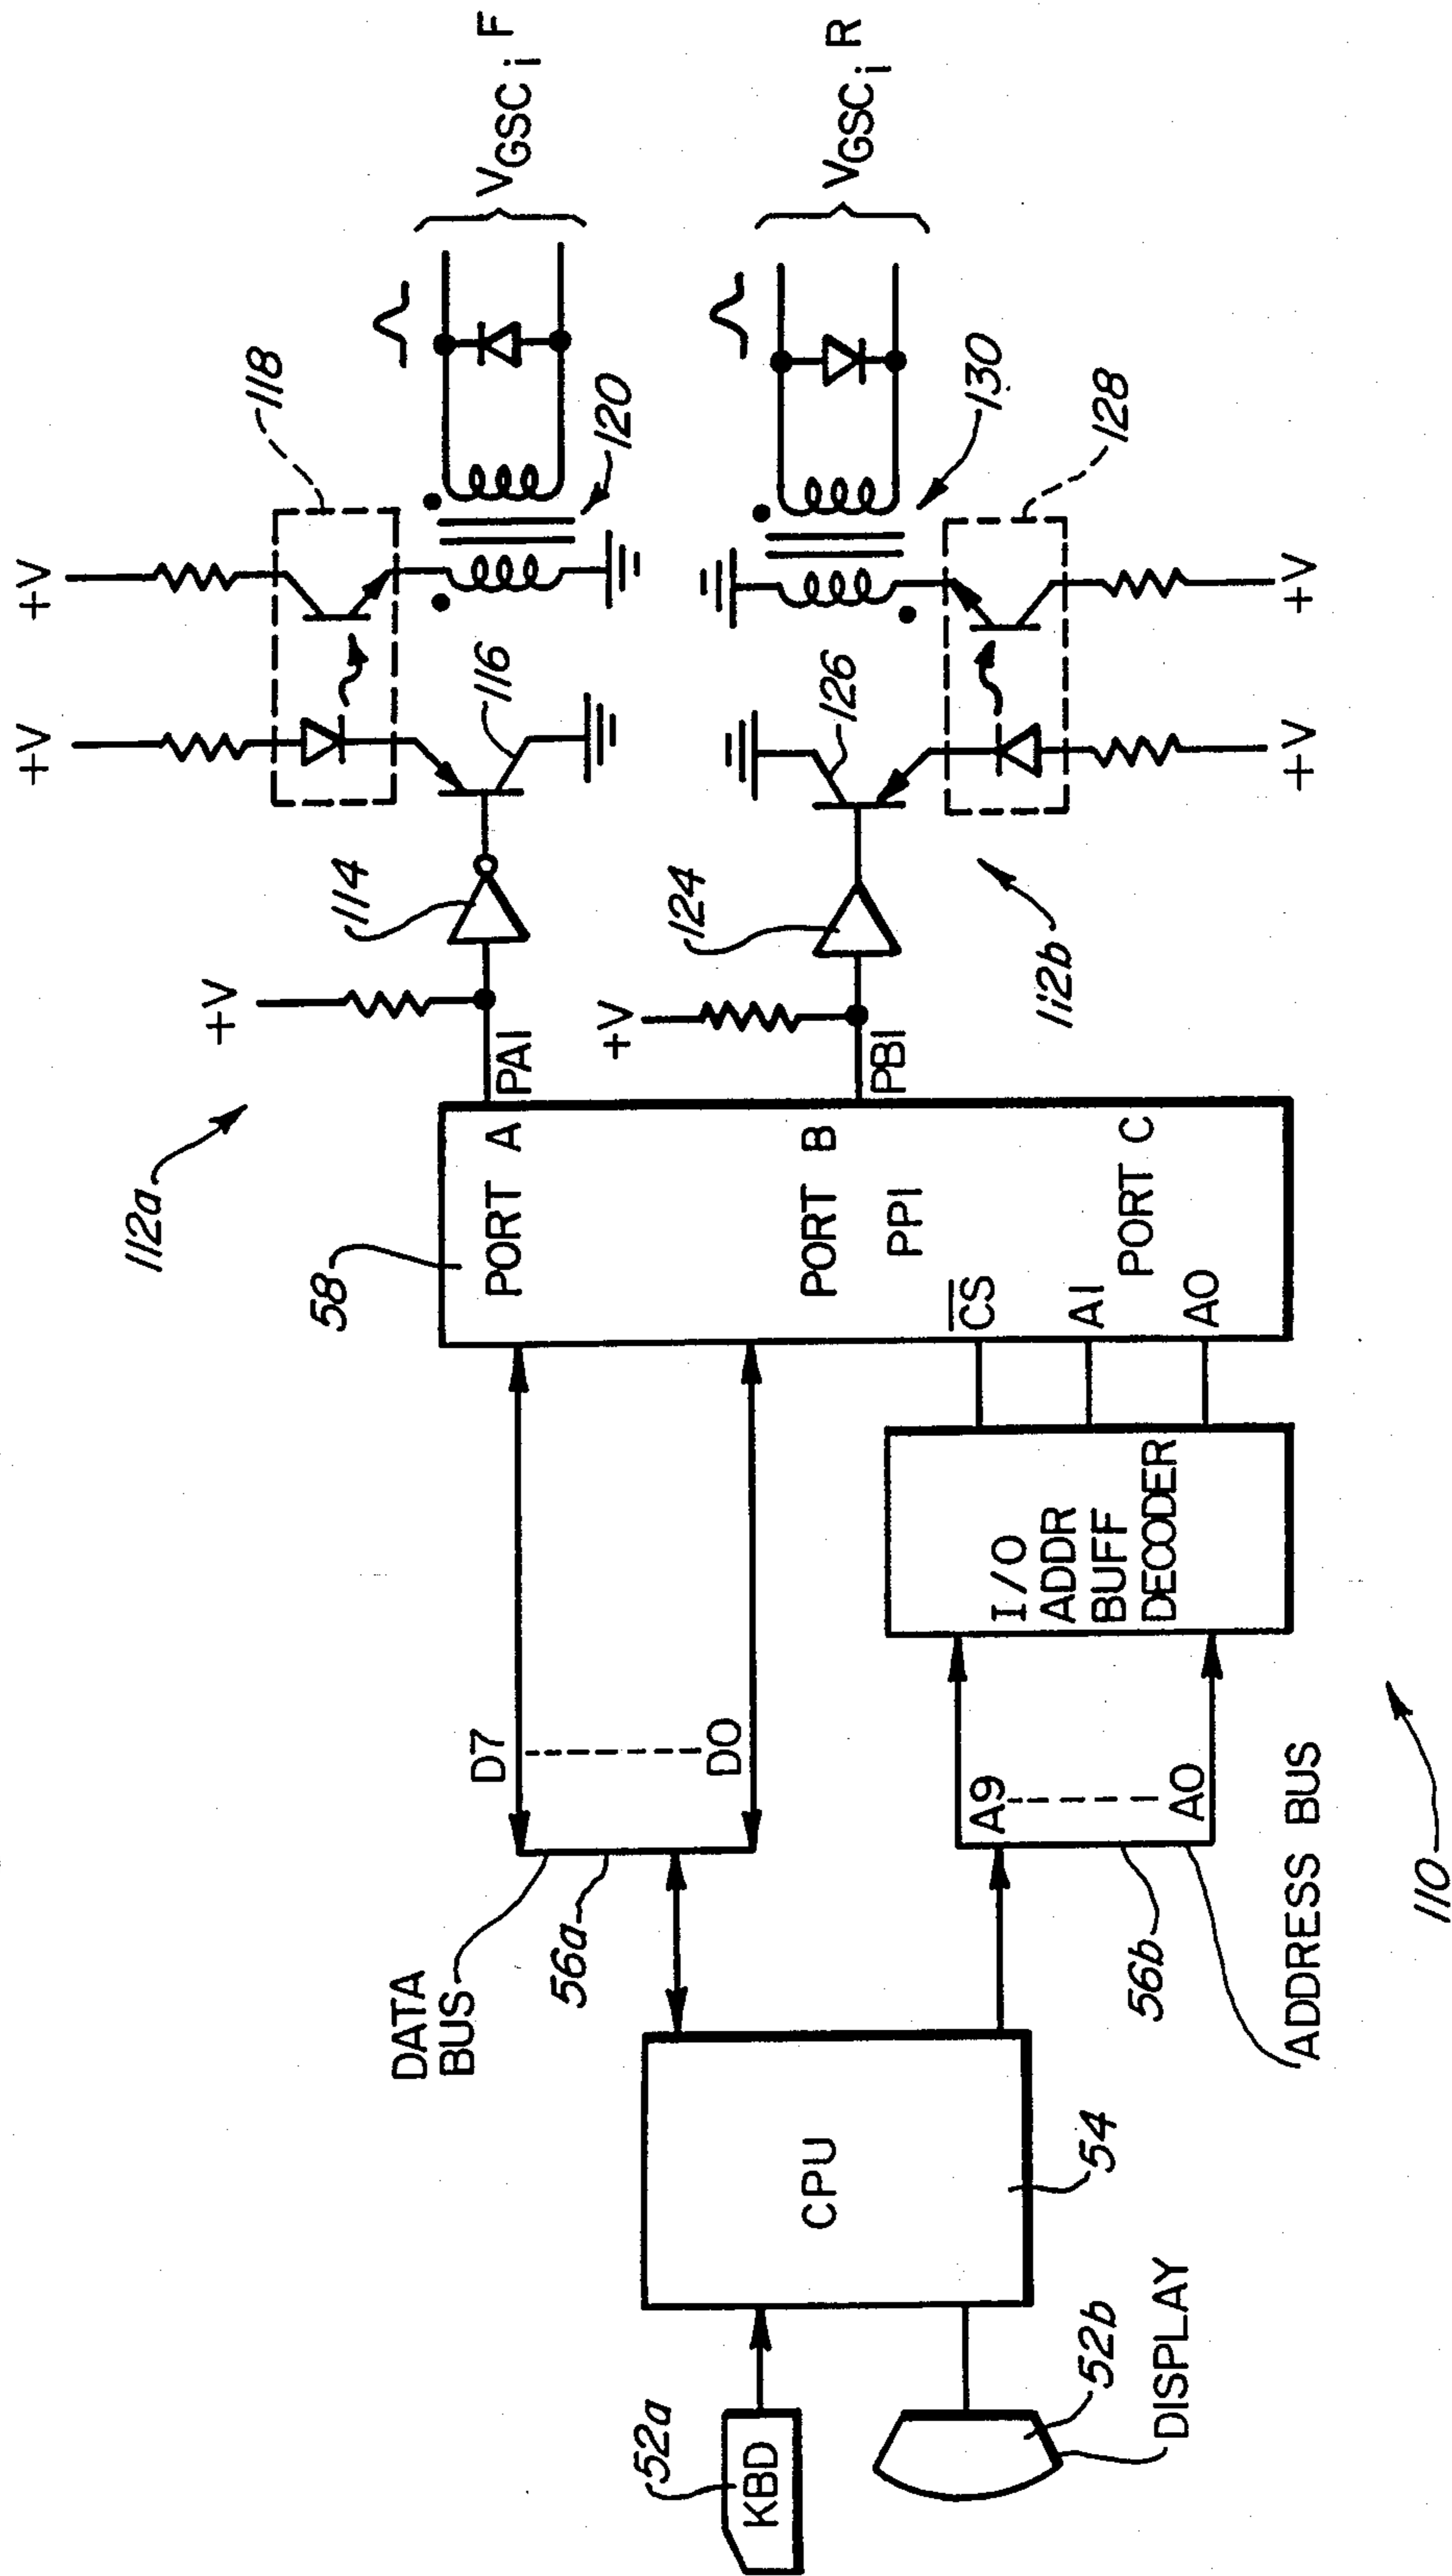 KBD
52a
52b
DISPLAY
CPU
54
DATA
BUS
56a
D7
D0
A9
A0
56b
ADDRESS BUS
110
I/O
ADDR
BUFF
DECODER
58
PORT A
PORT B
PPI
PORT C
CS
A1
A0
PA1
PB1
112a
+V
114
116
+V
+V
118
120
VGSCi F
+V
124
126
112b
+V
+V
128
130
VGSCi R